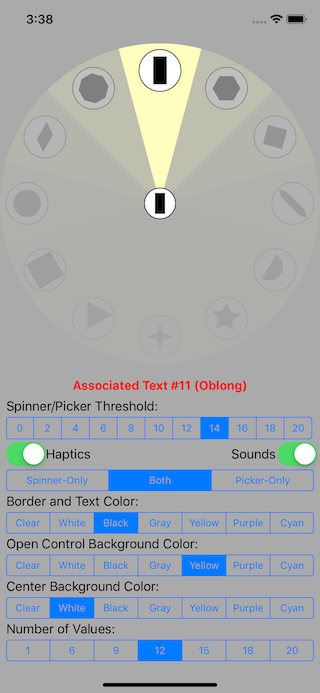 3:38
Associated Text #11 (Oblong)
Spinner/Picker Threshold:
0 2 4 6 8 10 12 14 16 18 20
Haptics Sounds
Spinner-Only Both Picker-Only
Border and Text Color:
Clear White Black Gray Yellow Purple Cyan
Open Control Background Color:
Clear White Black Gray Yellow Purple Cyan
Center Background Color:
Clear White Black Gray Yellow Purple Cyan
Number of Values:
1 6 9 12 15 18 20